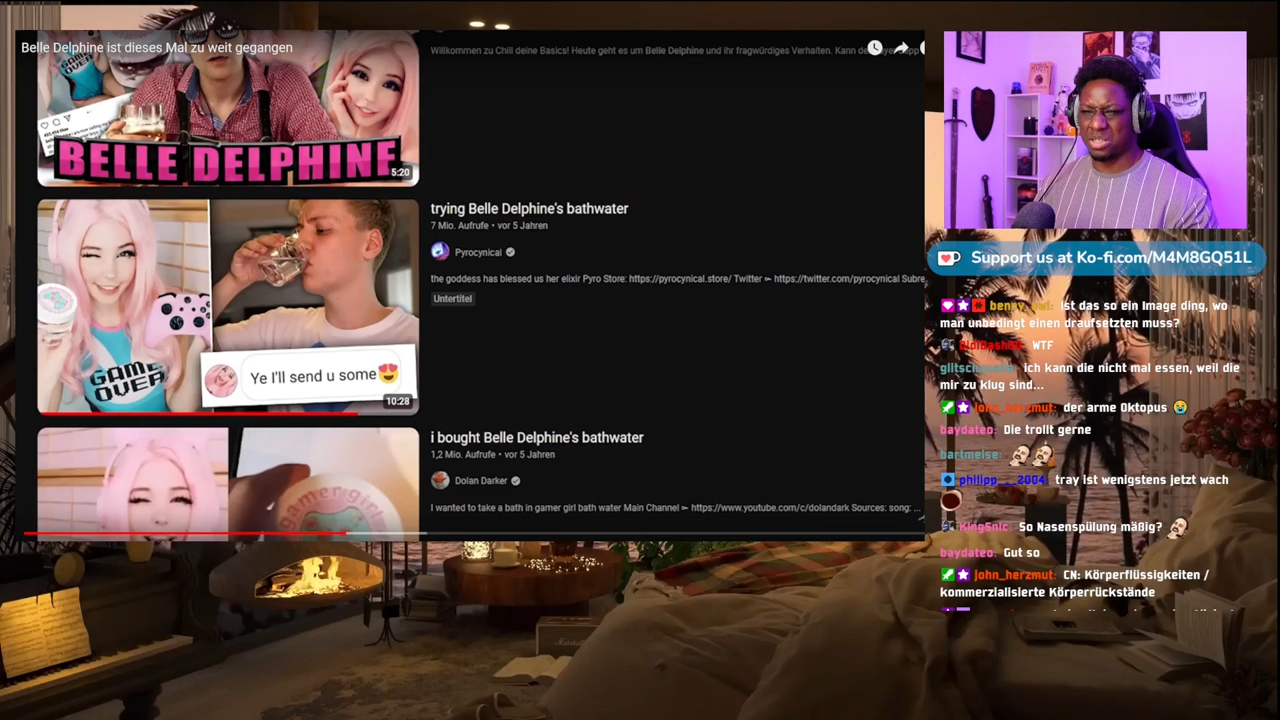 Belle Delphine ist dieses Mal zu weit gegangen
Willkommen zu Chill deine Basics! Heute geht es um Belle Delphine und ihr fragwürdiges Verhalten. Kann
BELLE DELPHINE
5:20
trying Belle Delphine's bathwater
7 Mio. Aufrufe • vor 5 Jahren
Pyrocynical
the goddess has blessed us her elixir Pyro Store: https://pyrocynical.store/ Twitter ► https://twitter.com/pyrocynical
Untertitel
GAME
OVER
Ye I'll send u some😍
10:28
i bought Belle Delphine's bathwater
1,2 Mio. Aufrufe • vor 5 Jahren
Dolan Darker
I wanted to take a bath in gamer girl bath water Main Channel ► https://www.youtube.com/c/dolandark Sources: song: ...
gamer girl
Support us at Ko-fi.com/M4M8GQ51L
ist das so ein Image ding, wo
man unbedingt einen draufsetzten muss?
WTF
ich kann die nicht mal essen, weil die
mir zu klug sind...
john_herzmut: der arme Oktopus 😭
baydateo: Die trollt gerne
bartmeise:
philipp___2004: tray ist wenigstens jetzt wach
KingSnic: So Nasenspülung mäßig?
baydateo: Gut so
john_herzmut: CN: Körperflüssigkeiten /
kommerzialisierte Körperrückstände